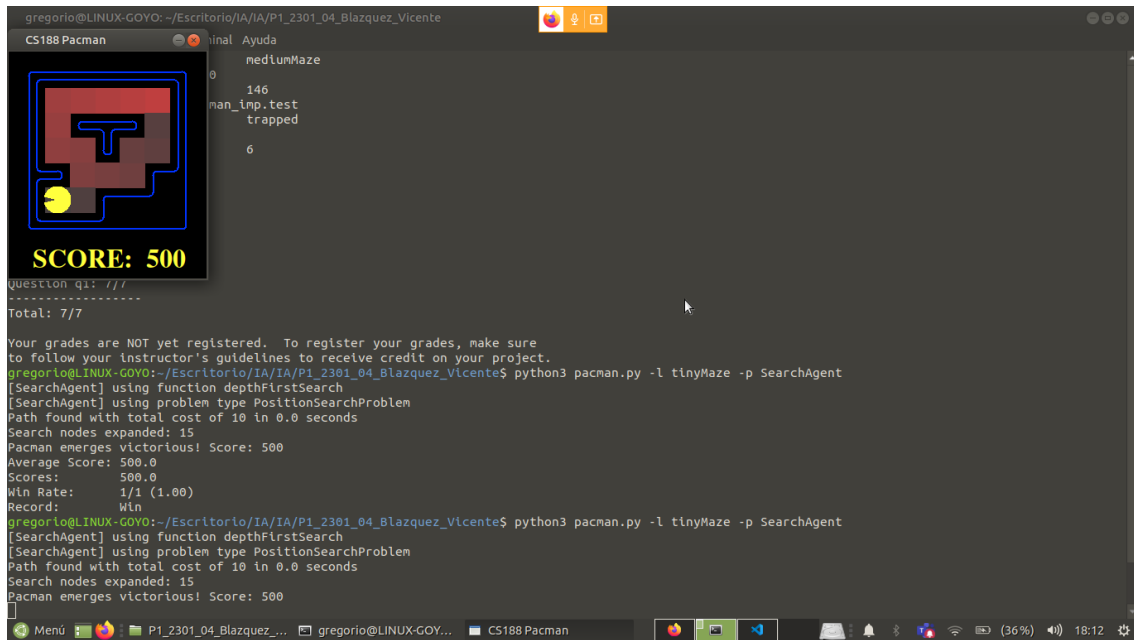 gregorio@LINUX-GOYO: ~/Escritorio/IA/IA/P1_2301_04_Blazquez_Vicente
CS188 Pacman
inal Ayuda
mediumMaze
0
146
man_imp.test
trapped
6
SCORE: 500
Question q1: 7/7
------------------
Total: 7/7
Your grades are NOT yet registered.  To register your grades, make sure
to follow your instructor's guidelines to receive credit on your project.
gregorio@LINUX-GOYO:~/Escritorio/IA/IA/P1_2301_04_Blazquez_Vicente$ python3 pacman.py -l tinyMaze -p SearchAgent
[SearchAgent] using function depthFirstSearch
[SearchAgent] using problem type PositionSearchProblem
Path found with total cost of 10 in 0.0 seconds
Search nodes expanded: 15
Pacman emerges victorious! Score: 500
Average Score: 500.0
Scores:        500.0
Win Rate:      1/1 (1.00)
Record:        Win
gregorio@LINUX-GOYO:~/Escritorio/IA/IA/P1_2301_04_Blazquez_Vicente$ python3 pacman.py -l tinyMaze -p SearchAgent
[SearchAgent] using function depthFirstSearch
[SearchAgent] using problem type PositionSearchProblem
Path found with total cost of 10 in 0.0 seconds
Search nodes expanded: 15
Pacman emerges victorious! Score: 500
Menú P1_2301_04_Blazquez_... gregorio@LINUX-GOY... CS188 Pacman (36%) 18:12